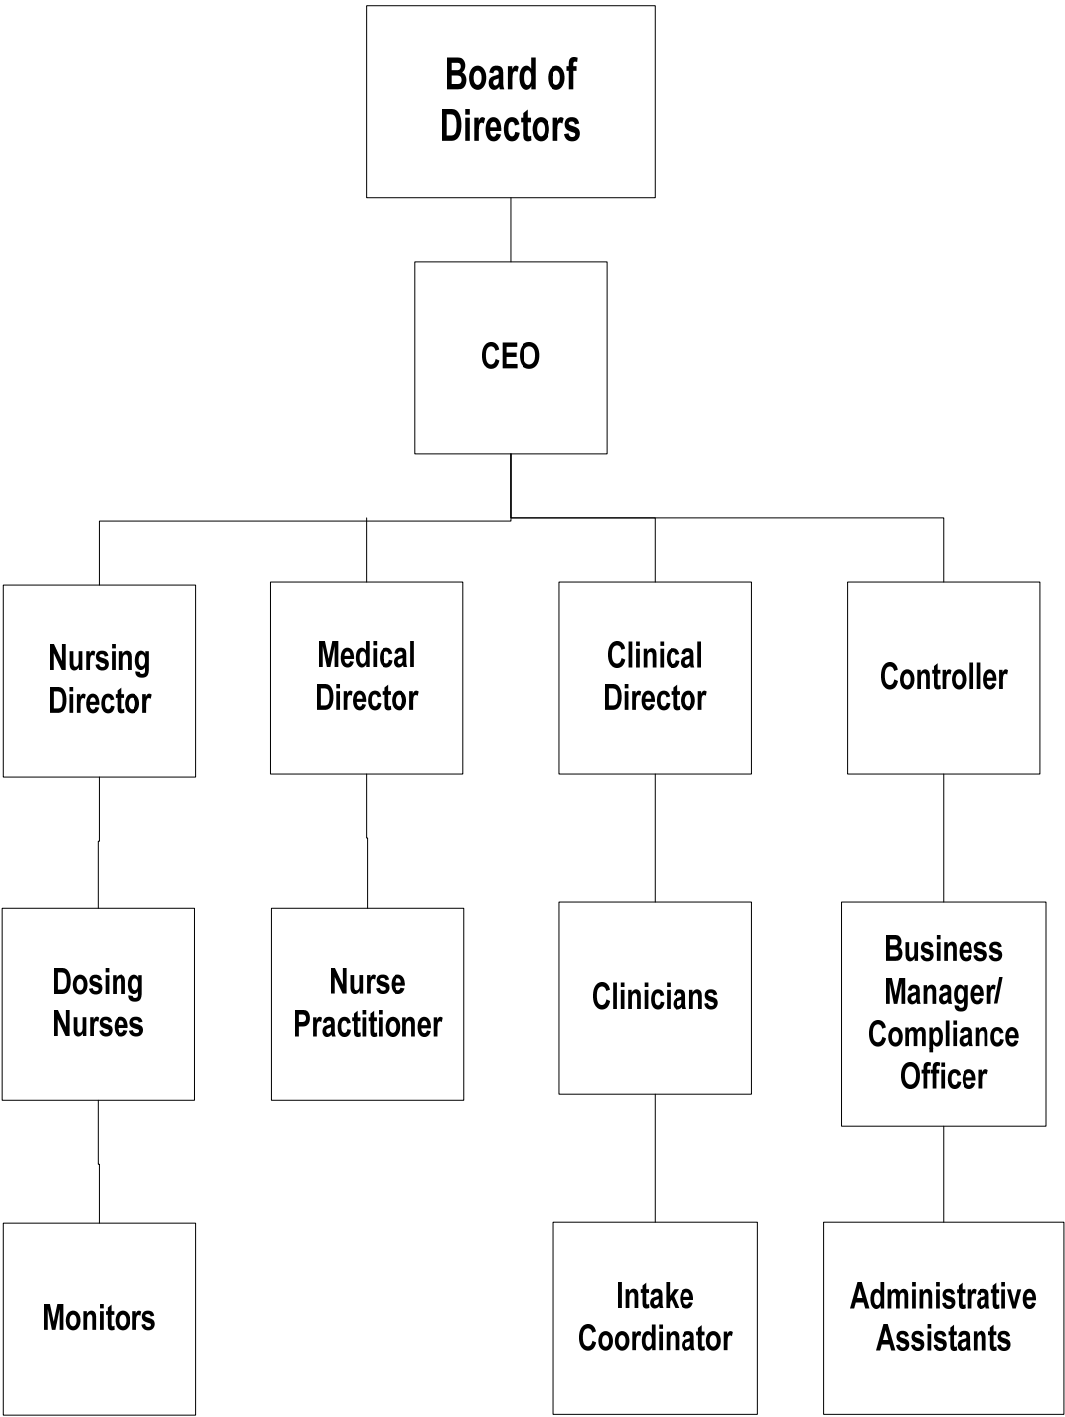 Board of
Directors
CEO
Nursing
Director
Medical
Director
Clinical
Director
Controller
Dosing
Nurses
Nurse
Practitioner
Clinicians
Business
Manager/
Compliance
Officer
Monitors
Intake
Coordinator
Administrative
Assistants